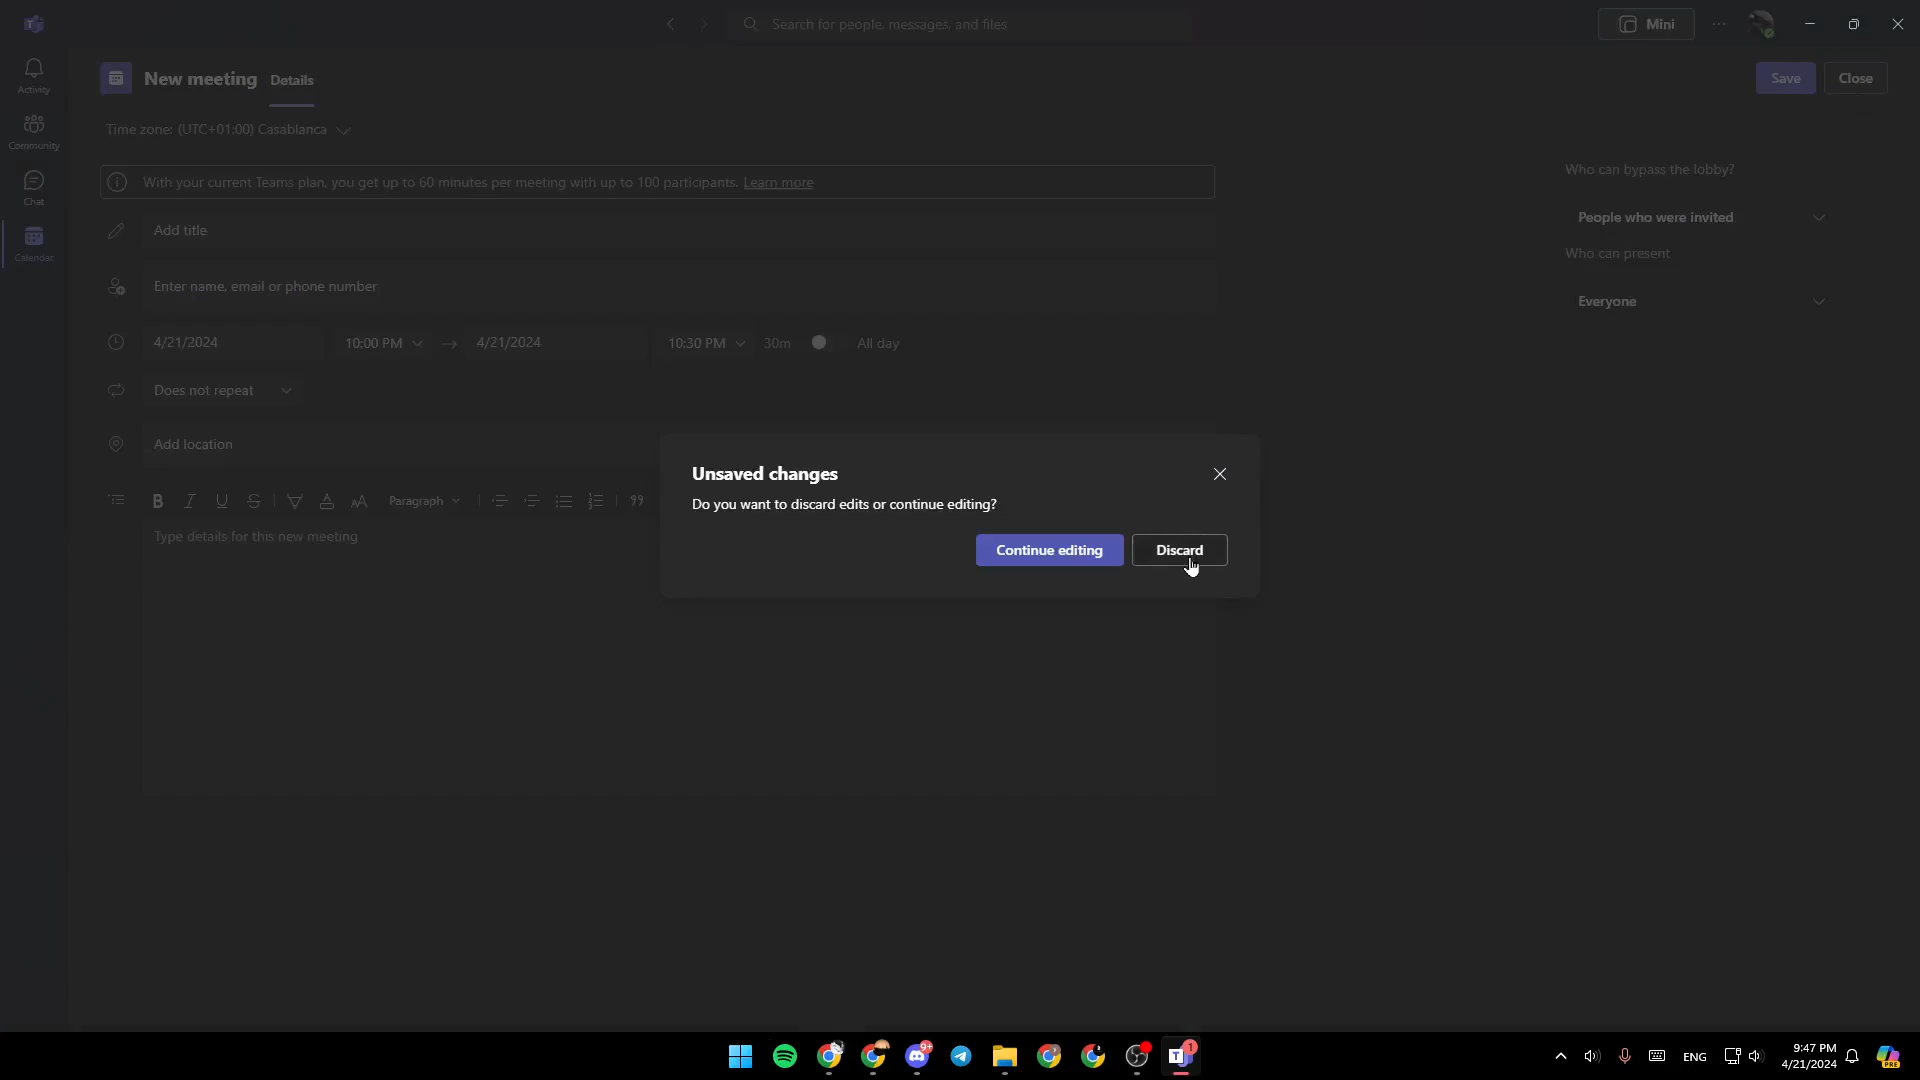 Search for people, messages, and files
Mini
Activity
Community
Chat
Calendar
New meeting
Details
Save
Close
Time zone: (UTC+01:00) Casablanca
With your current Teams plan, you get up to 60 minutes per meeting with up to 100 participants. Learn more
Add title
Enter name, email or phone number
4/21/2024 10:00 PM → 4/21/2024 10:30 PM 30m All day
Does not repeat
Add location
B I U S Paragraph
Type details for this new meeting
Who can bypass the lobby?
People who were invited
Who can present
Everyone
Unsaved changes
Do you want to discard edits or continue editing?
Continue editing
Discard
9+
T
1
ENG
9:47 PM
4/21/2024
PRE